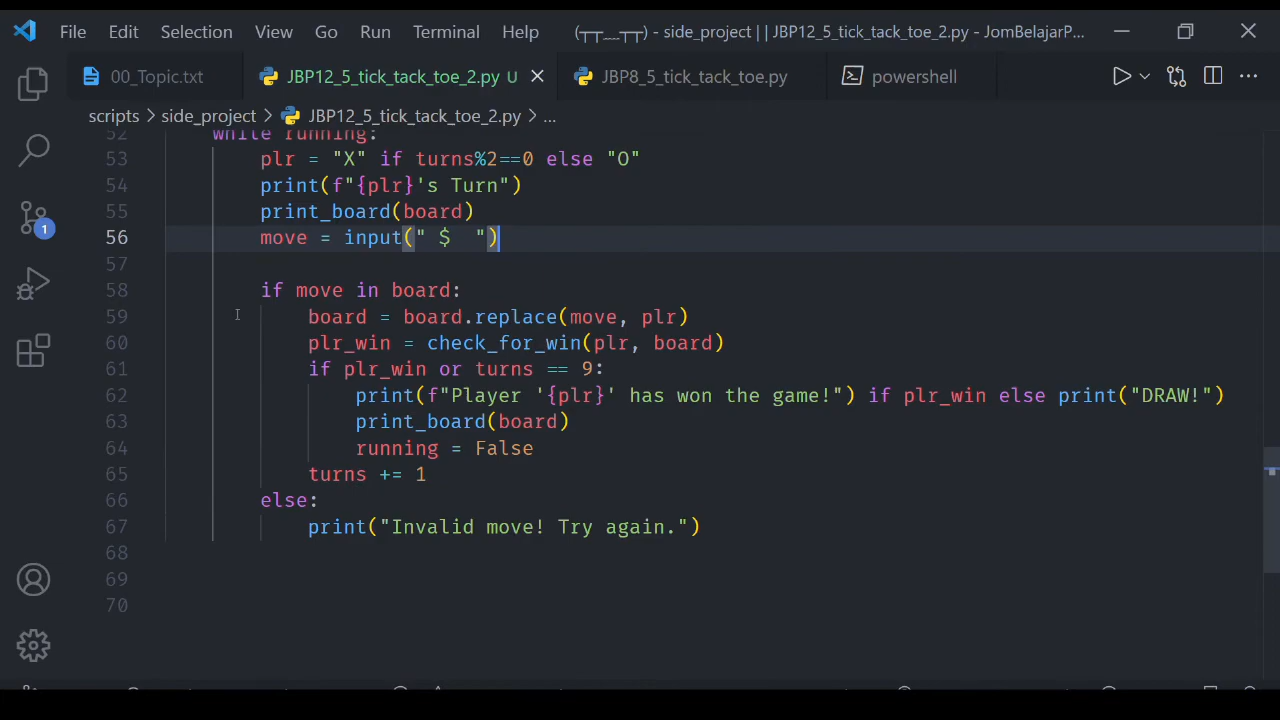 File Edit Selection View Go Run Terminal Help (┬┬﹏┬┬) - side_project || JBP12_5_tick_tack_toe_2.py - JomBelajarP...
00_Topic.txt JBP12_5_tick_tack_toe_2.py U JBP8_5_tick_tack_toe.py powershell
scripts > side_project > JBP12_5_tick_tack_toe_2.py > ...
52 while running:
53 plr = "X" if turns%2==0 else "O"
54 print(f"{plr}'s Turn")
55 print_board(board)
56 move = input(" $  ")
57
58 if move in board:
59 board = board.replace(move, plr)
60 plr_win = check_for_win(plr, board)
61 if plr_win or turns == 9:
62 print(f"Player '{plr}' has won the game!") if plr_win else print("DRAW!")
63 print_board(board)
64 running = False
65 turns += 1
66 else:
67 print("Invalid move! Try again.")
68
69
70
1